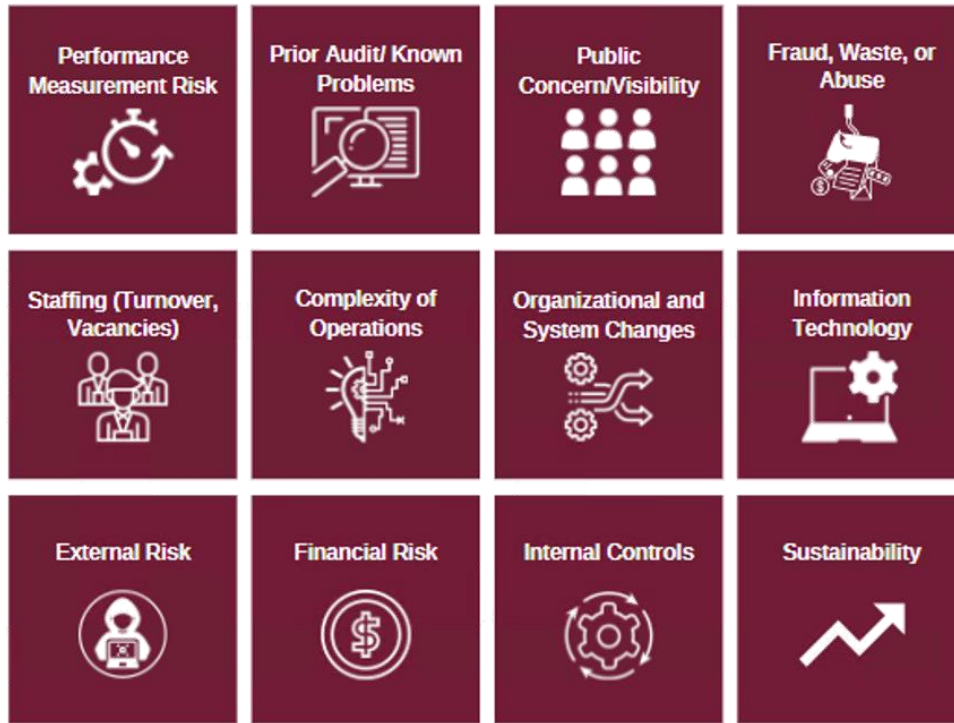 Performance
Measurement Risk
Prior Audit/ Known
Problems
Public
Concern/Visibility
Fraud, Waste, or
Abuse
Staffing (Turnover,
Vacancies)
Complexity of
Operations
Organizational and
System Changes
Information
Technology
External Risk
Financial Risk
Internal Controls
Sustainability